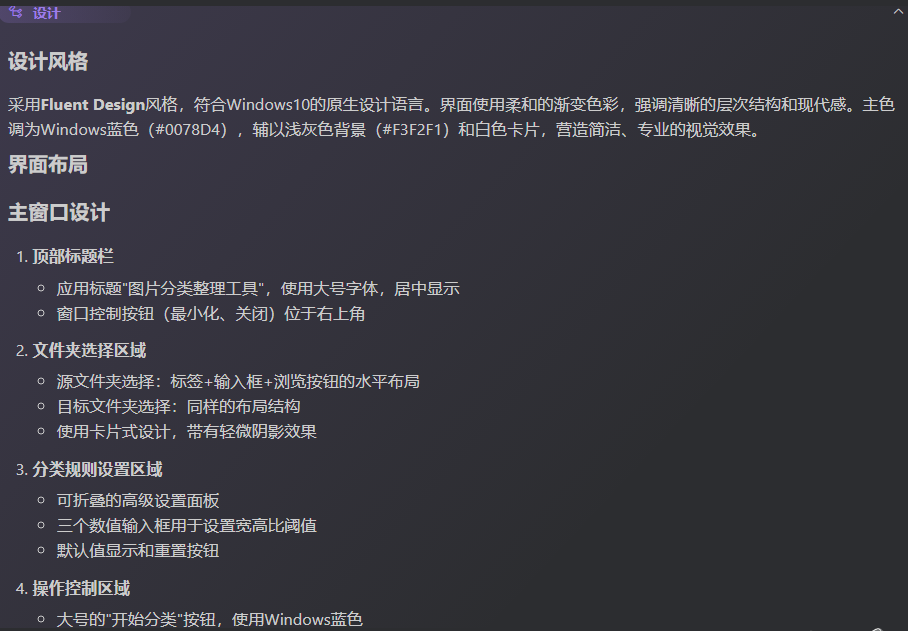 设计
设计风格
采用Fluent Design风格，符合Windows10的原生设计语言。界面使用柔和的渐变色彩，强调清晰的层次结构和现代感。主色
调为Windows蓝色（#0078D4），辅以浅灰色背景（#F3F2F1）和白色卡片，营造简洁、专业的视觉效果。
界面布局
主窗口设计
1. 顶部标题栏
○ 应用标题"图片分类整理工具"，使用大号字体，居中显示
○ 窗口控制按钮（最小化、关闭）位于右上角
2. 文件夹选择区域
○ 源文件夹选择：标签+输入框+浏览按钮的水平布局
○ 目标文件夹选择：同样的布局结构
○ 使用卡片式设计，带有轻微阴影效果
3. 分类规则设置区域
○ 可折叠的高级设置面板
○ 三个数值输入框用于设置宽高比阈值
○ 默认值显示和重置按钮
4. 操作控制区域
○ 大号的"开始分类"按钮，使用Windows蓝色